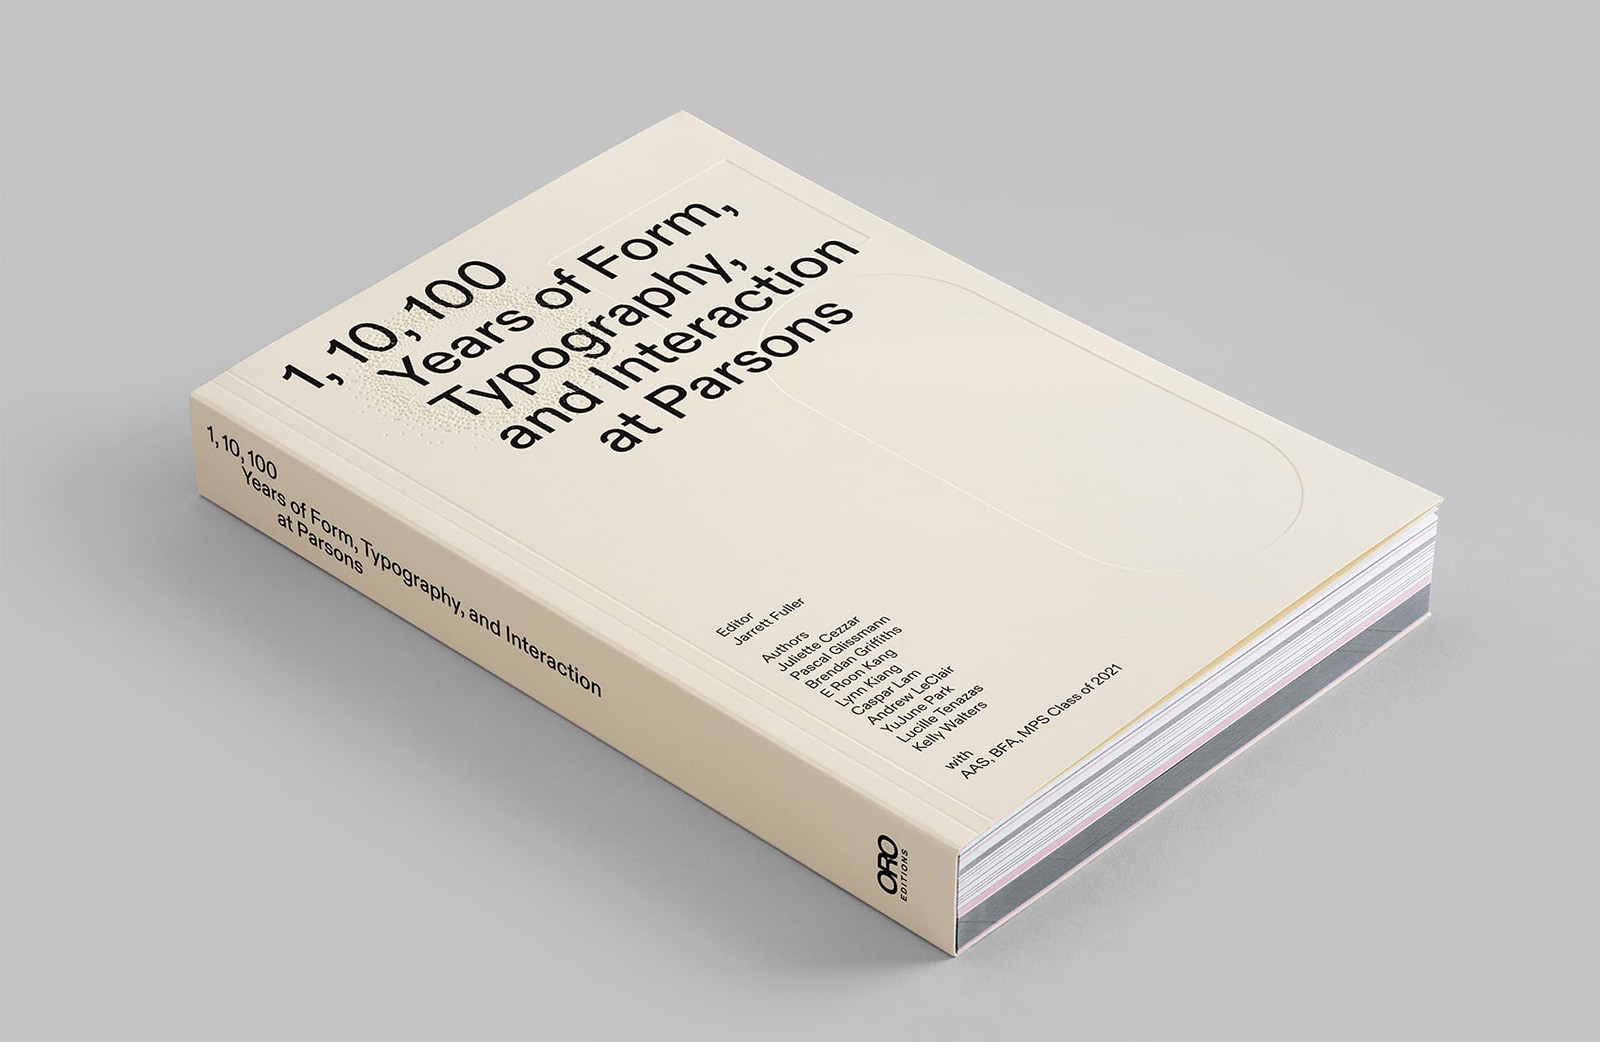 1, 10, 100
Years of Form,
Typography,
and Interaction
at Parsons
Editor
Jarrett Fuller
Authors
Juliette Cezzar
Pascal Glissmann
Brendan Griffiths
E Roon Kang
Lynn Kiang
Caspar Lam
Andrew LeClair
YuJune Park
Lucille Tenazas
Kelly Walters
with
AAS, BFA, MPS Class of 2021
1, 10, 100
Years of Form, Typography, and Interaction
at Parsons
ORO
EDITIONS